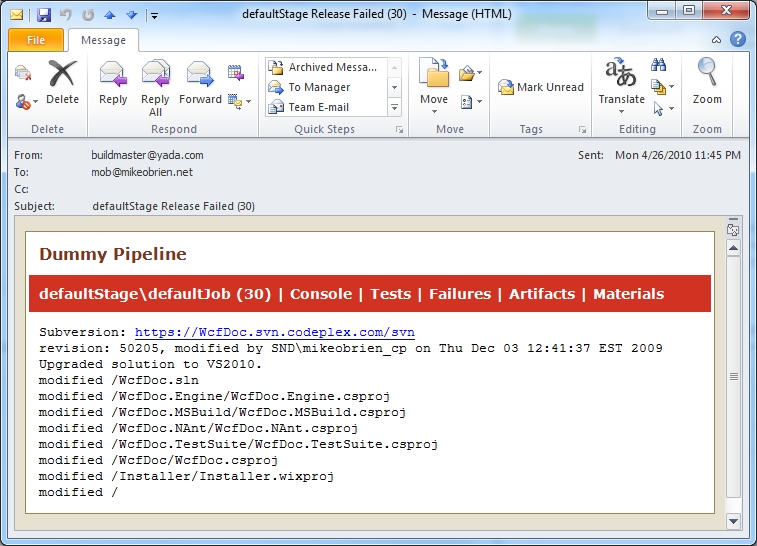 defaultStage Release Failed (30) - Message (HTML)
File
Message
Delete
Reply
Reply All
Forward
Archived Messa...
To Manager
Team E-mail
Move
Mark Unread
Translate
Zoom
Delete
Respond
Quick Steps
Move
Tags
Editing
Zoom
From: buildmaster@yada.com
Sent: Mon 4/26/2010 11:45 PM
To: mob@mikeobrien.net
Cc:
Subject: defaultStage Release Failed (30)
Dummy Pipeline
defaultStage\defaultJob (30) | Console | Tests | Failures | Artifacts | Materials
Subversion: https://WcfDoc.svn.codeplex.com/svn
revision: 50205, modified by SND\mikeobrien_cp on Thu Dec 03 12:41:37 EST 2009
Upgraded solution to VS2010.
modified /WcfDoc.sln
modified /WcfDoc.Engine/WcfDoc.Engine.csproj
modified /WcfDoc.MSBuild/WcfDoc.MSBuild.csproj
modified /WcfDoc.NAnt/WcfDoc.NAnt.csproj
modified /WcfDoc.TestSuite/WcfDoc.TestSuite.csproj
modified /WcfDoc/WcfDoc.csproj
modified /Installer/Installer.wixproj
modified /